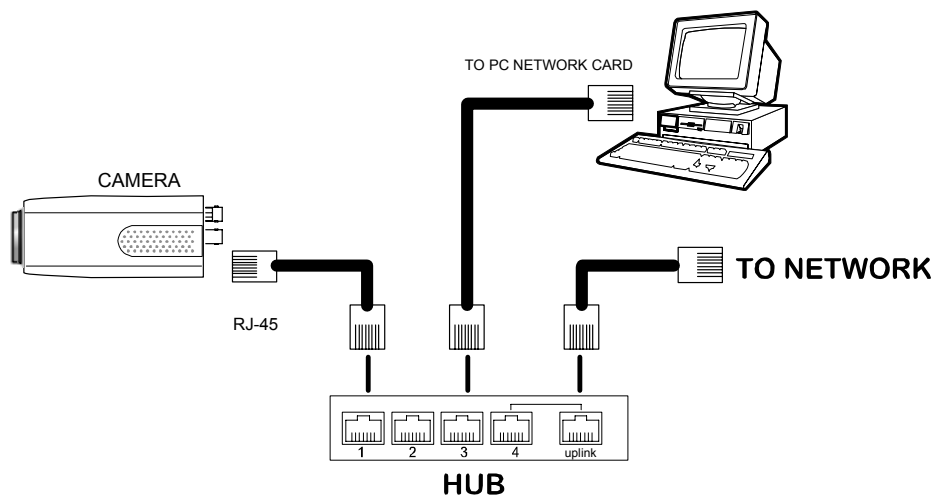 TO PC NETWORK CARD
CAMERA
TO NETWORK
RJ-45
1 2 3 4 uplink
HUB